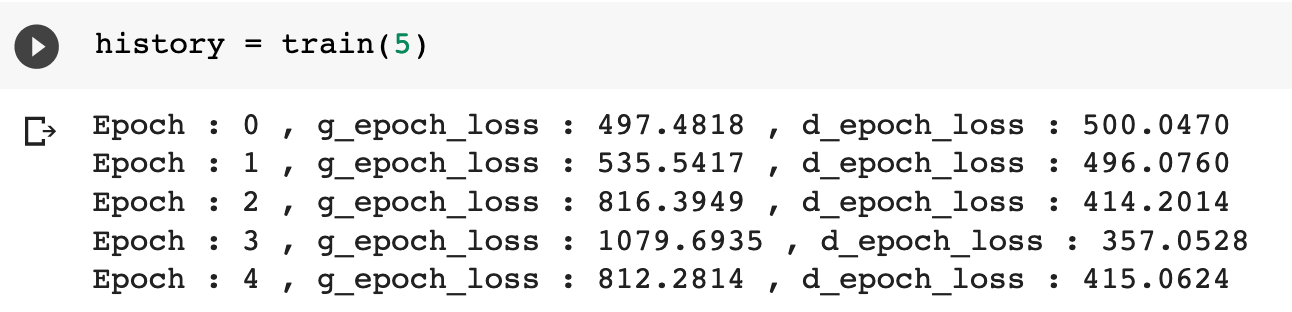 history = train(5)
Epoch : 0 , g_epoch_loss : 497.4818 , d_epoch_loss : 500.0470
Epoch : 1 , g_epoch_loss : 535.5417 , d_epoch_loss : 496.0760
Epoch : 2 , g_epoch_loss : 816.3949 , d_epoch_loss : 414.2014
Epoch : 3 , g_epoch_loss : 1079.6935 , d_epoch_loss : 357.0528
Epoch : 4 , g_epoch_loss : 812.2814 , d_epoch_loss : 415.0624